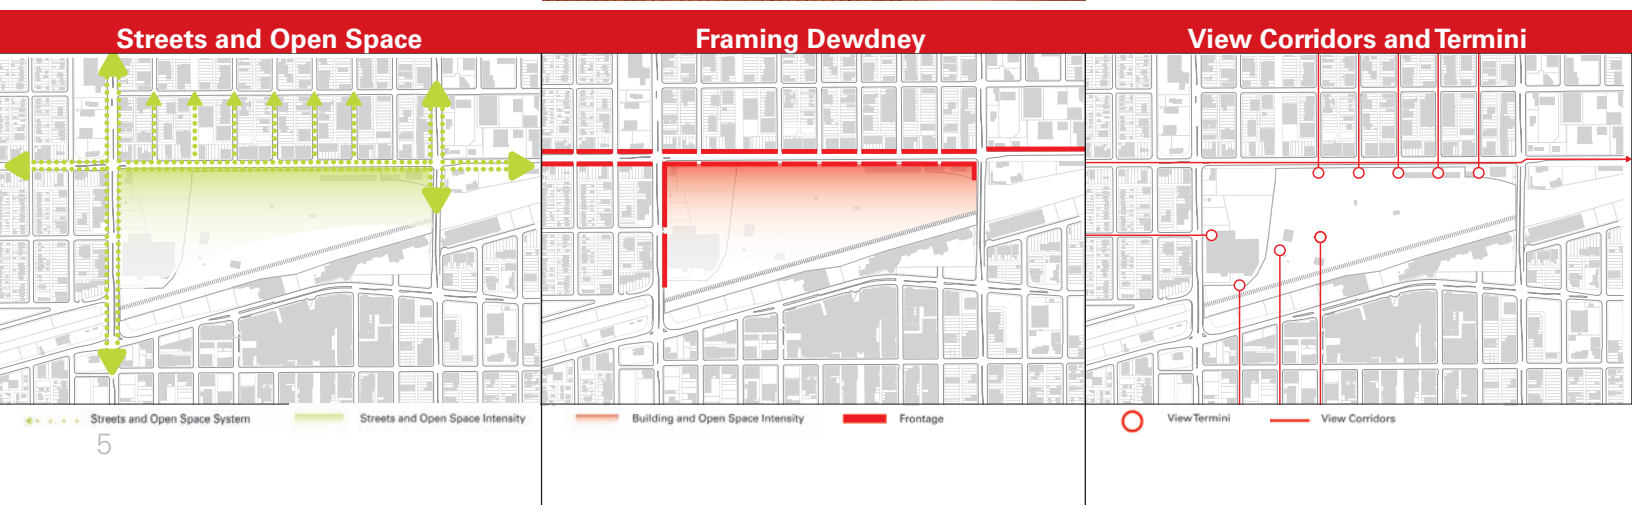 Streets and Open Space
Framing Dewdney
View Corridors and Termini
Streets and Open Space System
Streets and Open Space Intensity
Building and Open Space Intensity
Frontage
View Termini
View Corridors
5